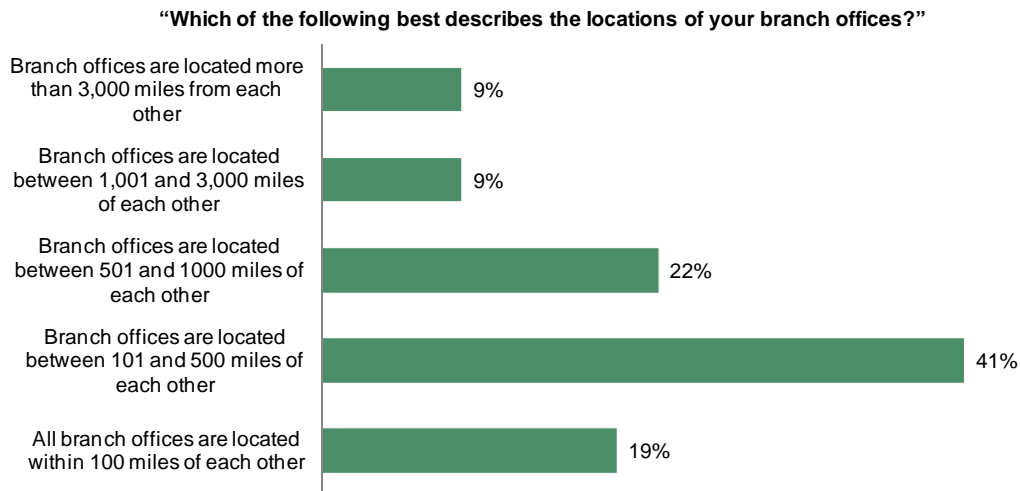 “Which of the following best describes the locations of your branch offices?”
Branch offices are located more
than 3,000 miles from each
other
9%
Branch offices are located
between 1,001 and 3,000 miles
of each other
9%
Branch offices are located
between 501 and 1000 miles of
each other
22%
Branch offices are located
between 101 and 500 miles of
each other
41%
All branch offices are located
within 100 miles of each other
19%